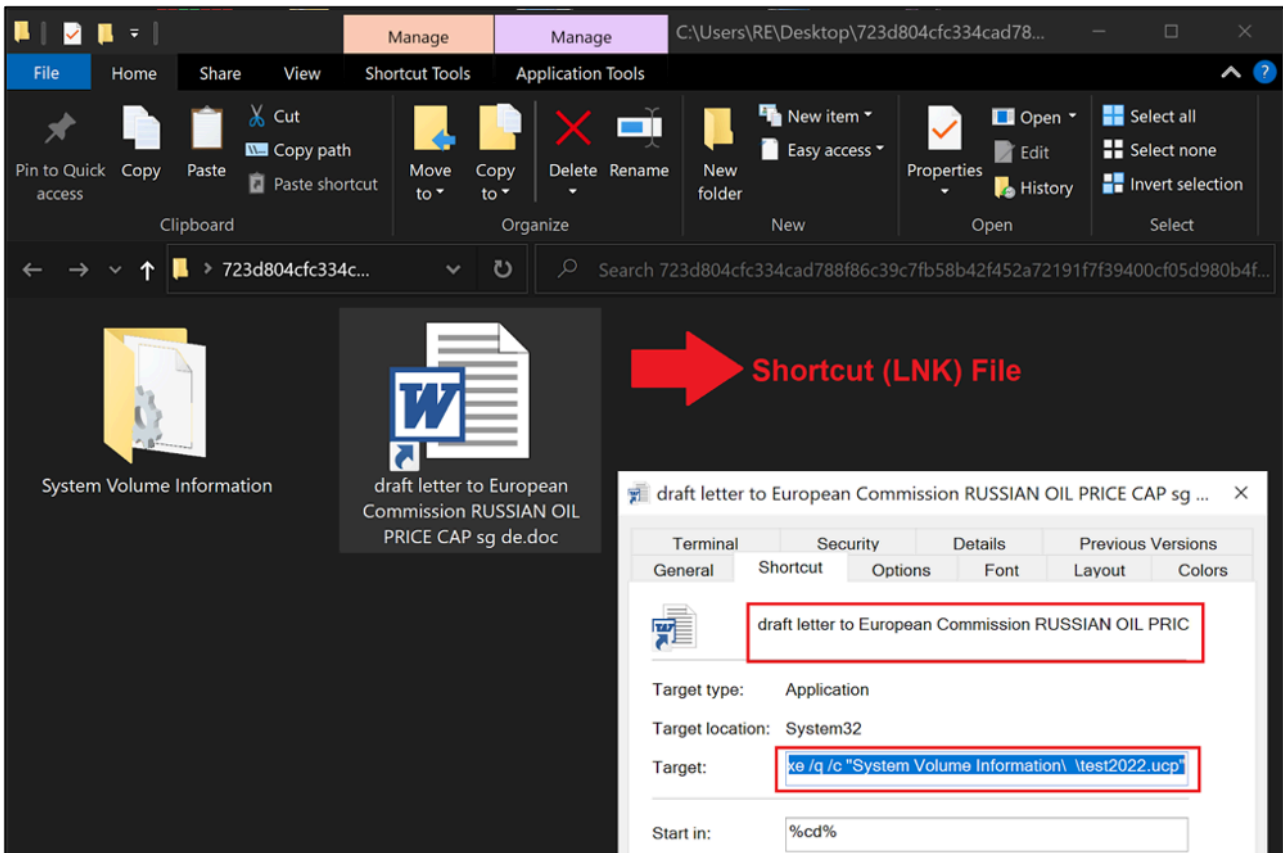 Manage
Manage
C:\Users\RE\Desktop\723d804cfc334cad78...
File
Home
Share
View
Shortcut Tools
Application Tools
Pin to Quick access
Copy
Paste
Cut
Copy path
Paste shortcut
Move to
Copy to
Delete
Rename
New folder
New item
Easy access
Properties
Open
Edit
History
Select all
Select none
Invert selection
Clipboard
Organize
New
Open
Select
723d804cfc334c...
Search 723d804cfc334cad788f86c39c7fb58b42f452a72191f7f39400cf05d980b4f...
Shortcut (LNK) File
System Volume Information
draft letter to European
Commission RUSSIAN OIL
PRICE CAP sg de.doc
draft letter to European Commission RUSSIAN OIL PRICE CAP sg ...
Terminal
Security
Details
Previous Versions
General
Shortcut
Options
Font
Layout
Colors
draft letter to European Commission RUSSIAN OIL PRIC
Target type: Application
Target location: System32
Target: xe /q /c "System Volume Information\ \test2022.ucp"
Start in: %cd%